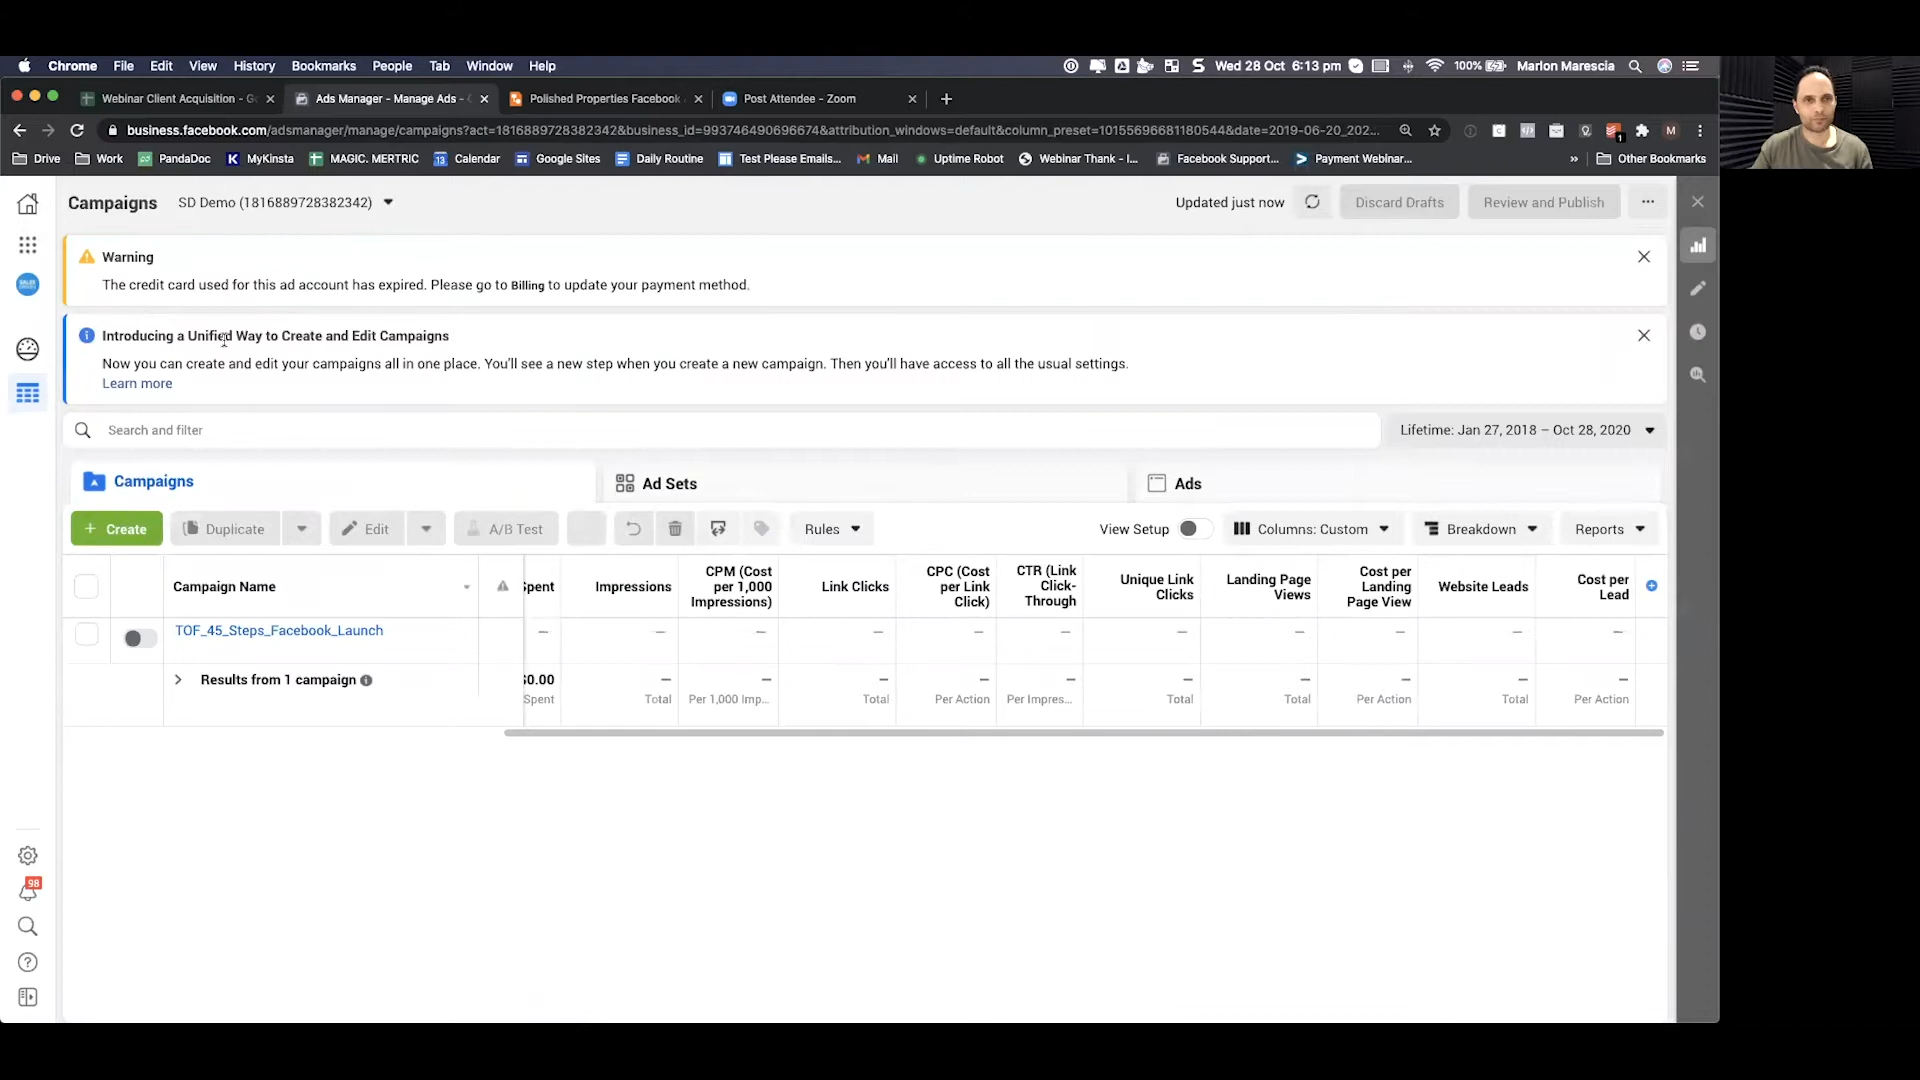 Chrome File Edit View History Bookmarks People Tab Window Help
Wed 28 Oct 6:13 pm 100% Marlon Marescia
Webinar Client Acquisition - G
Ads Manager - Manage Ads -
Polished Properties Facebook
Post Attendee - Zoom
business.facebook.com/adsmanager/manage/campaigns?act=1816889728382342&business_id=993746490696674&attribution_windows=default&column_preset=10155696681180544&date=2019-06-20_202...
M
1
Drive Work PandaDoc MyKinsta MAGIC. MERTRIC Calendar Google Sites Daily Routine Test Please Emails... Mail Uptime Robot Webinar Thank - I... Facebook Support... Payment Webinar... » Other Bookmarks
Campaigns SD Demo (1816889728382342) Updated just now Discard Drafts Review and Publish ...
Warning
The credit card used for this ad account has expired. Please go to Billing to update your payment method.
Introducing a Unified Way to Create and Edit Campaigns
Now you can create and edit your campaigns all in one place. You'll see a new step when you create a new campaign. Then you'll have access to all the usual settings.
Learn more
Search and filter
Lifetime: Jan 27, 2018 – Oct 28, 2020
Campaigns Ad Sets Ads
+ Create Duplicate Edit A/B Test Rules View Setup Columns: Custom Breakdown Reports
Campaign Name
Spent
Impressions
CPM (Cost per 1,000 Impressions)
Link Clicks
CPC (Cost per Link Click)
CTR (Link Click-Through
Unique Link Clicks
Landing Page Views
Cost per Landing Page View
Website Leads
Cost per Lead
TOF_45_Steps_Facebook_Launch — — — — — — — — — — —
Results from 1 campaign $0.00 — — — — — — — — — —
Spent Total Per 1,000 Imp... Total Per Action Per Impres... Total Total Per Action Total Per Action
98